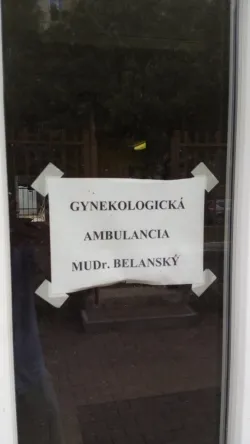 GYNEKOLOGICKÁ
AMBULANCIA
MUDr. BELANSKÝ